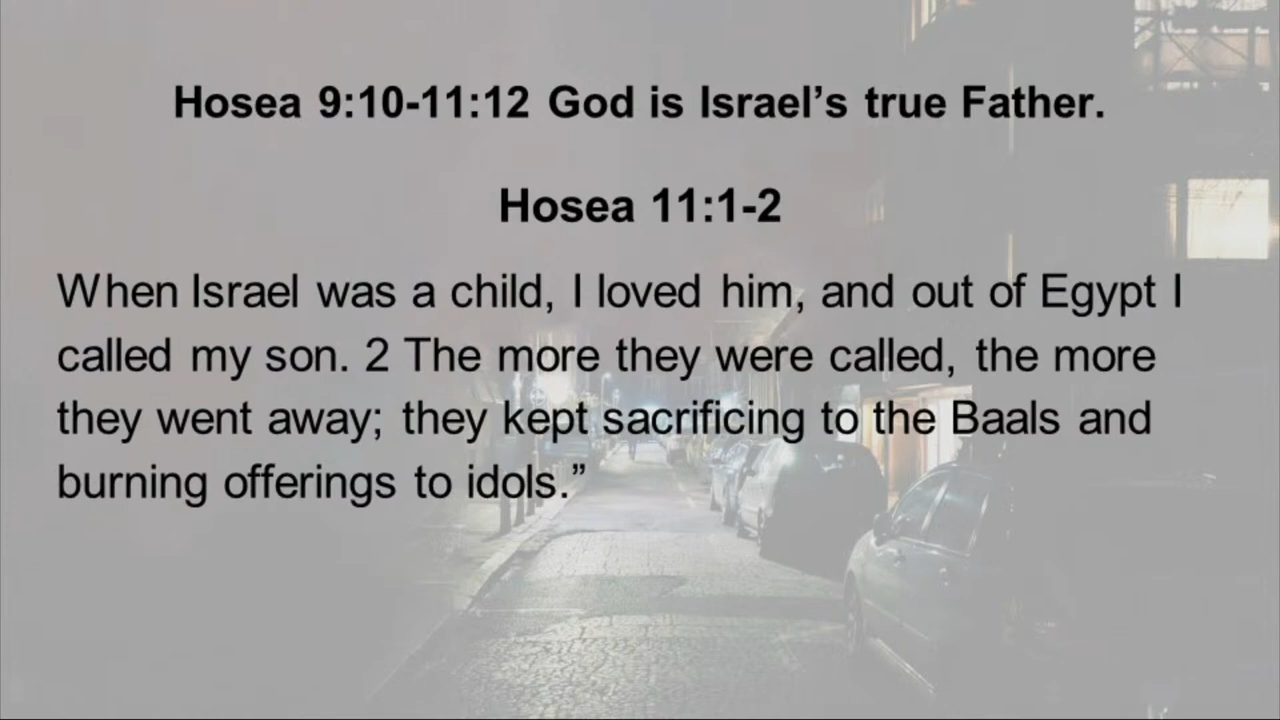 Hosea 9:10-11:12 God is Israel’s true Father.
Hosea 11:1-2
When Israel was a child, I loved him, and out of Egypt I
called my son. 2 The more they were called, the more
they went away; they kept sacrificing to the Baals and
burning offerings to idols.”